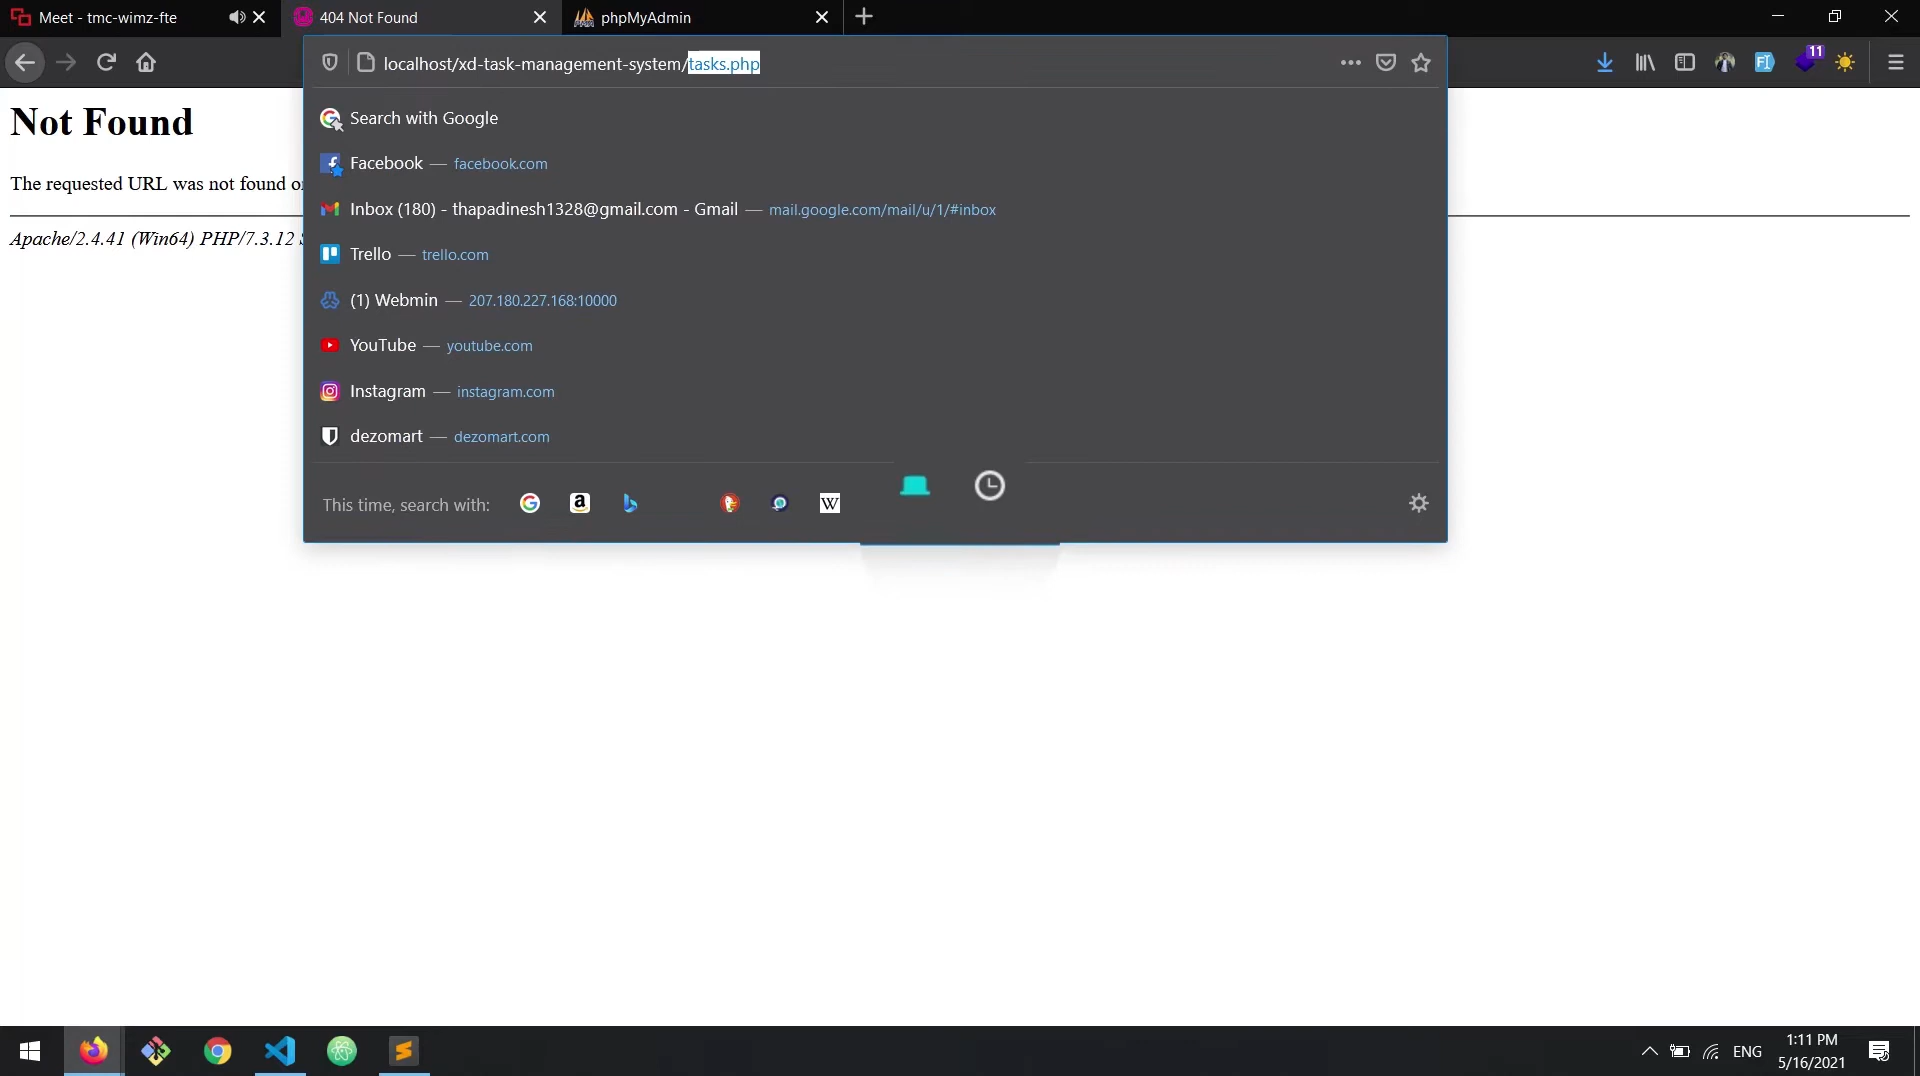 Meet - tmc-wimz-fte
404 Not Found
phpMyAdmin
localhost/xd-task-management-system/tasks.php
11
Not Found
The requested URL was not found
Apache/2.4.41 (Win64) PHP/7.3.12
Search with Google
Facebook — facebook.com
Inbox (180) - thapadinesh1328@gmail.com - Gmail — mail.google.com/mail/u/1/#inbox
Trello — trello.com
(1) Webmin — 207.180.227.168:10000
YouTube — youtube.com
Instagram — instagram.com
dezomart — dezomart.com
This time, search with:
W
ENG
1:11 PM
5/16/2021